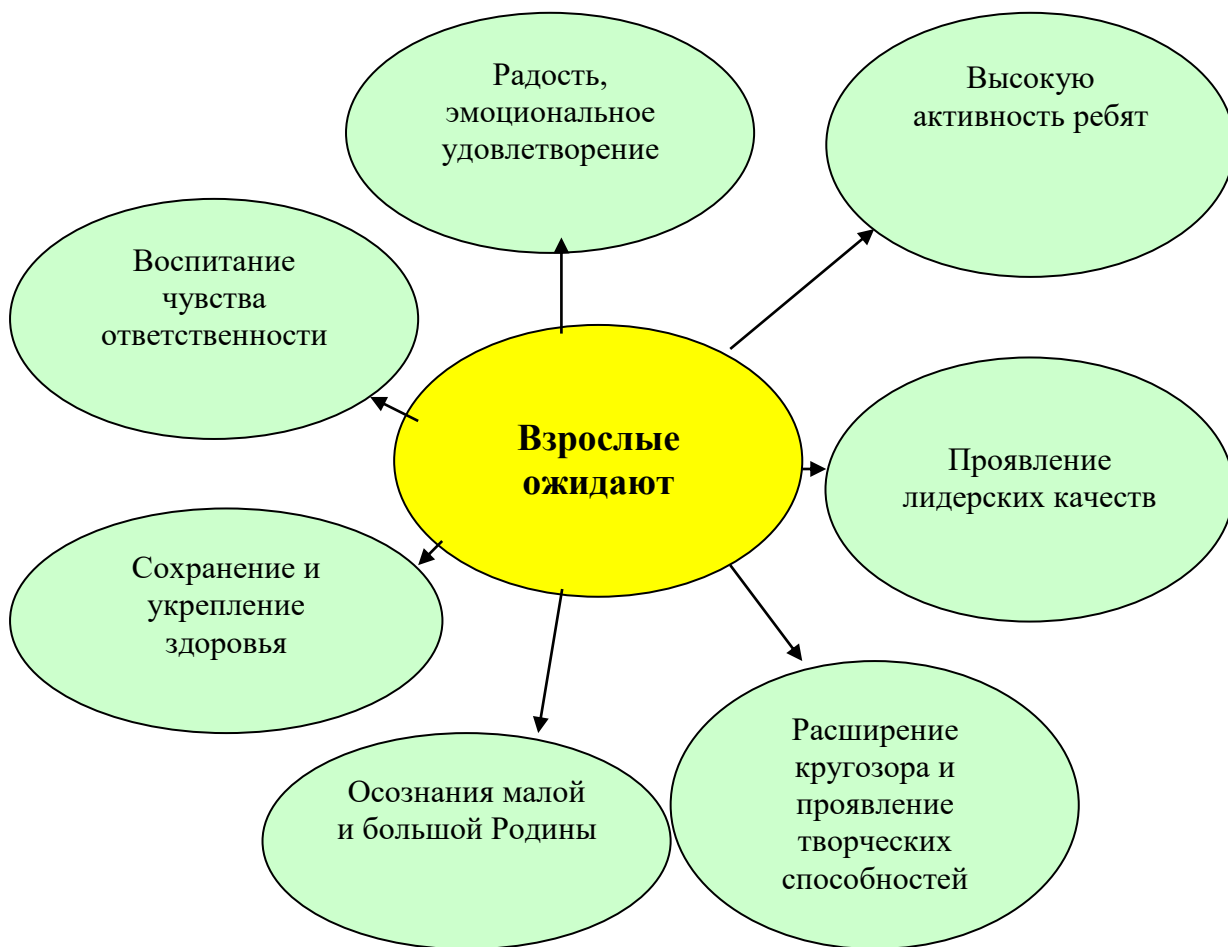 Радость,
эмоциональное
удовлетворение
Высокую
активность ребят
Воспитание
чувства
ответственности
Взрослые
ожидают
Проявление
лидерских качеств
Сохранение и
укрепление
здоровья
Осознания малой
и большой Родины
Расширение
кругозора и
проявление
творческих
способностей